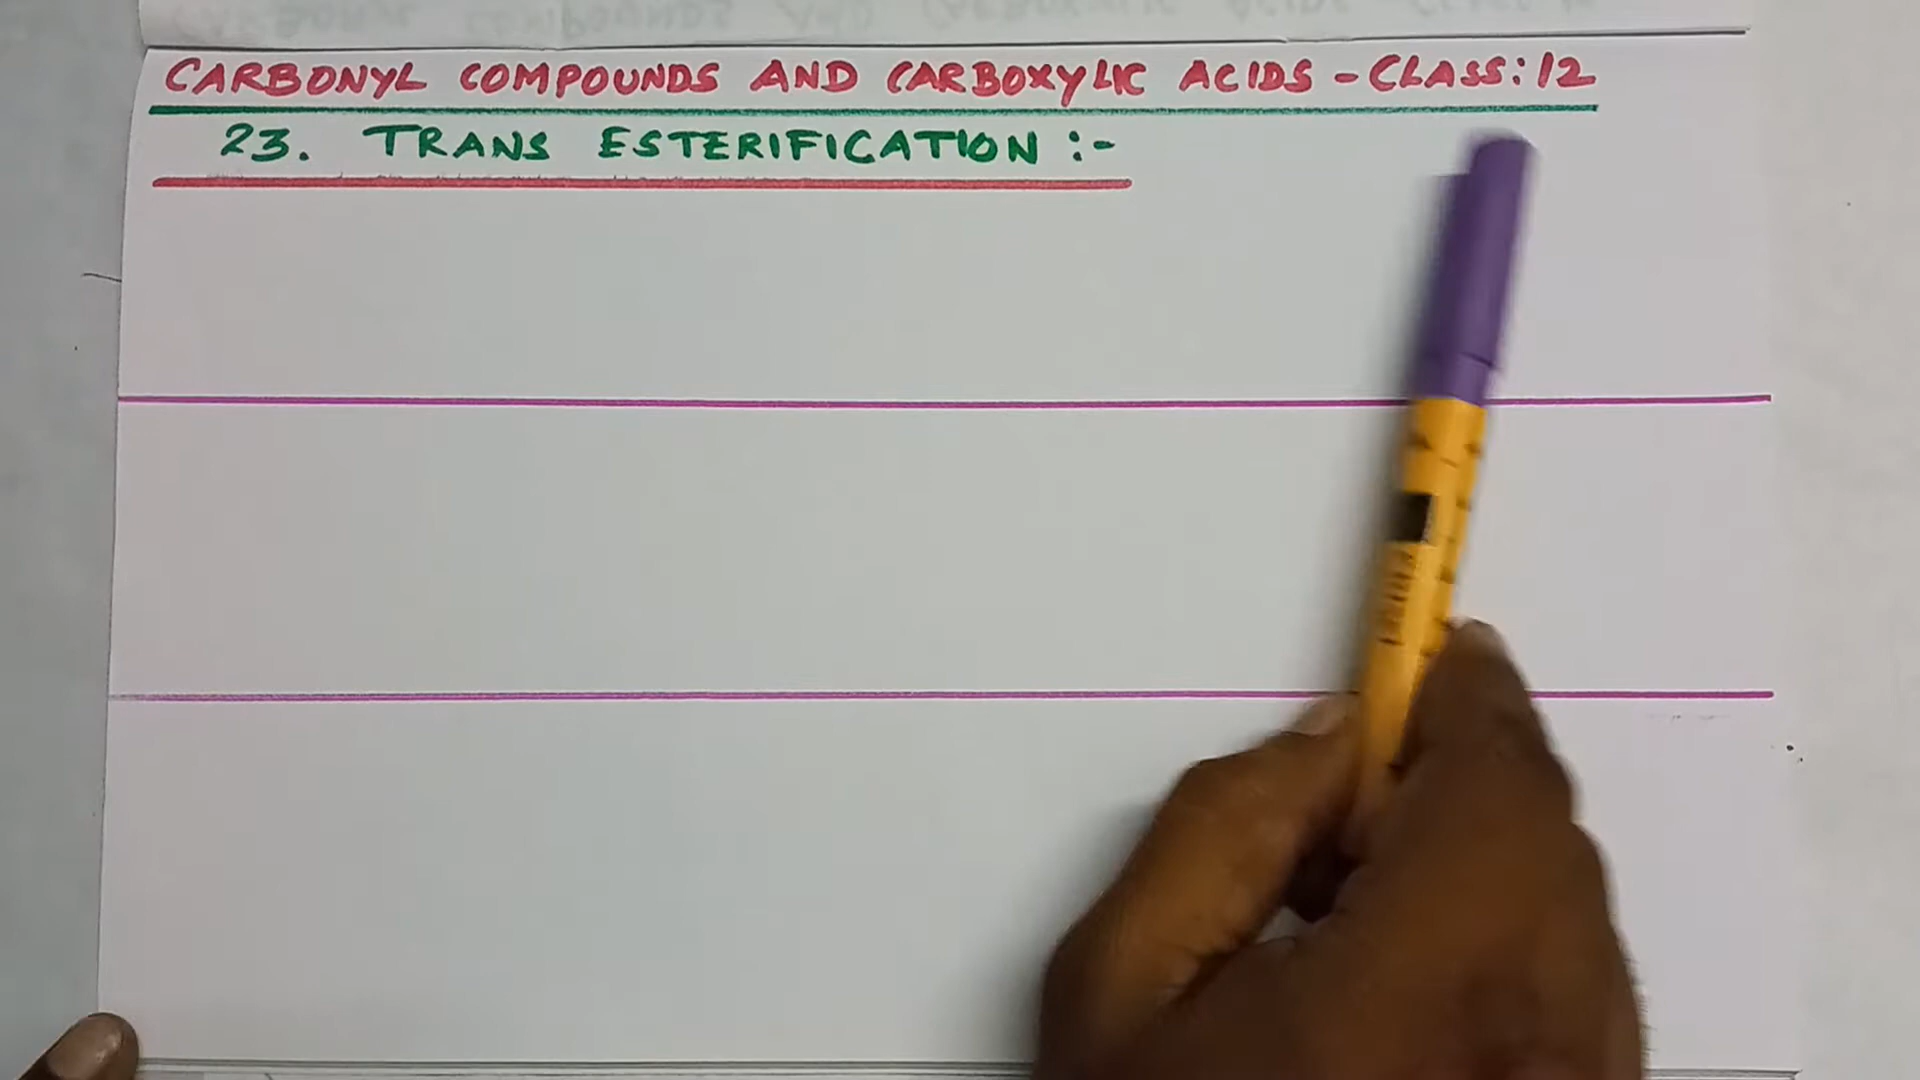 CARBONYL COMPOUNDS AND CARBOXYLIC ACIDS - CLASS: 12
23. TRANS ESTERIFICATION :-